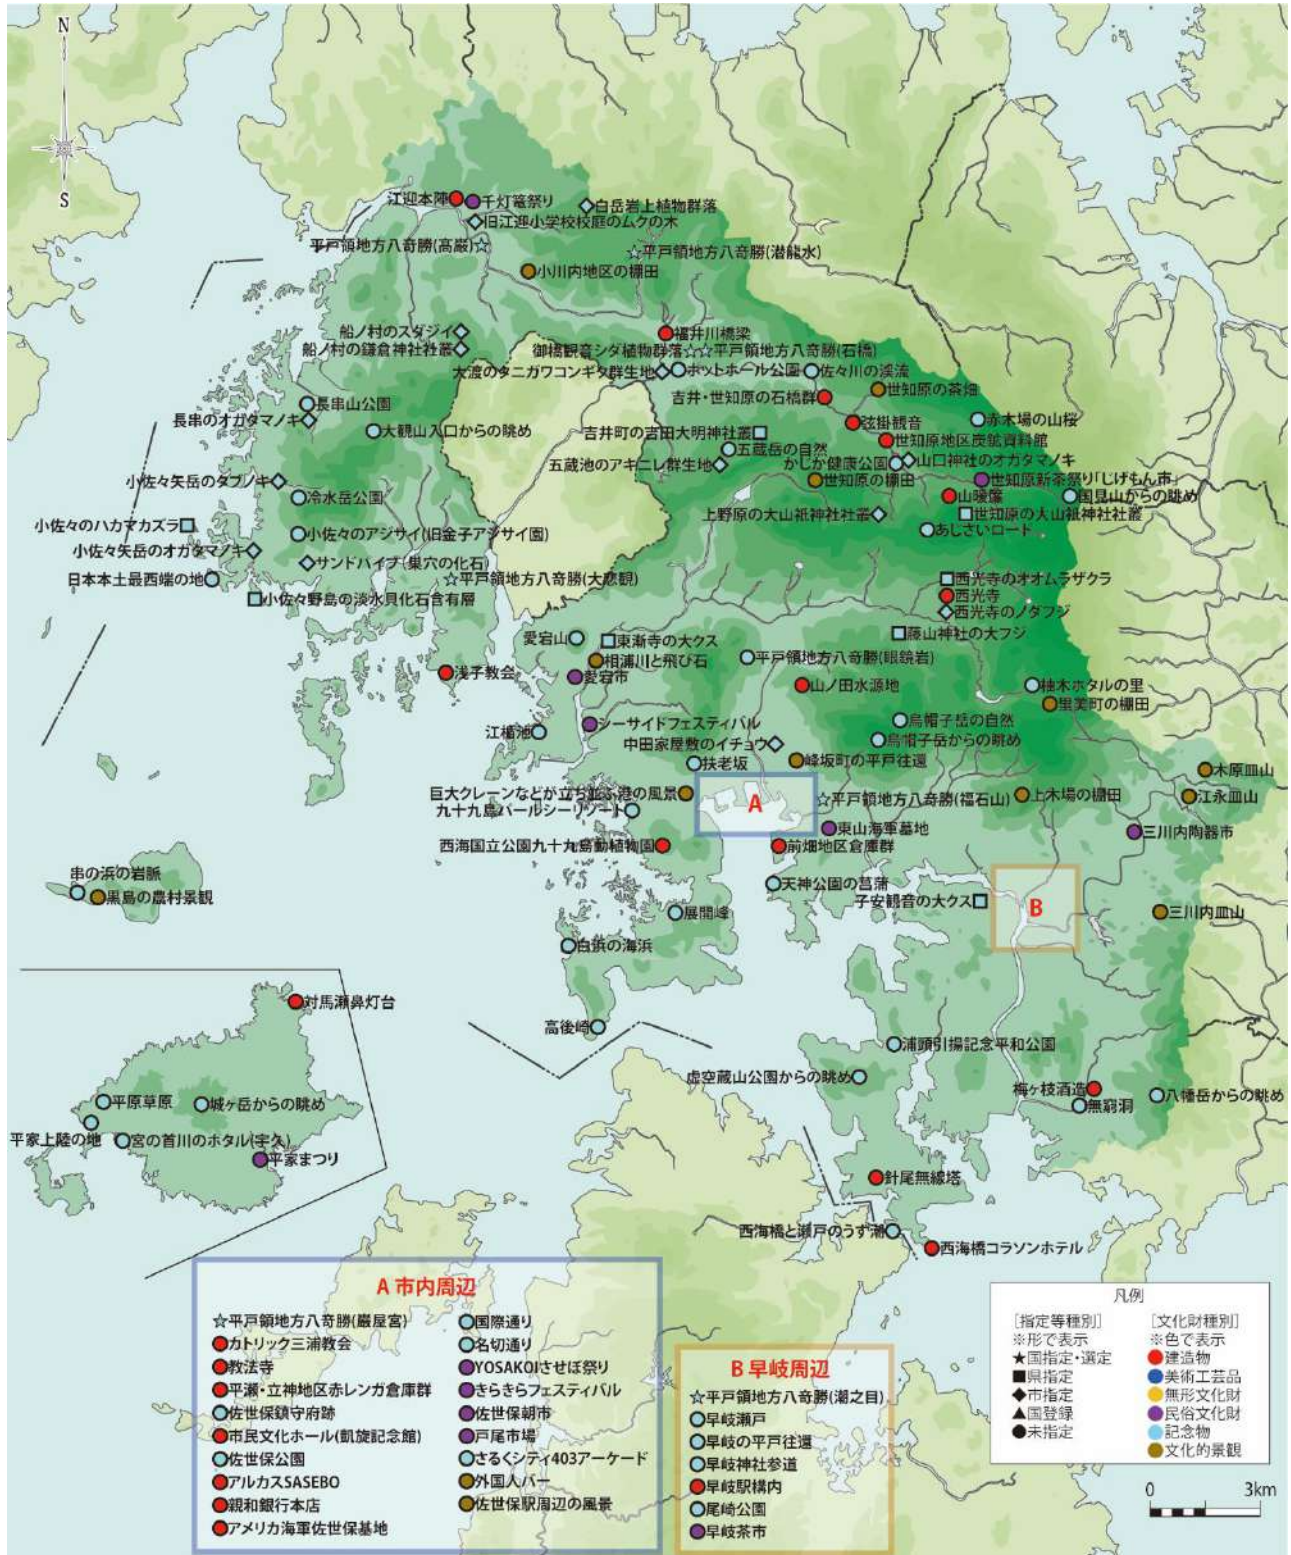 N
S
江迎本陣
千灯籠祭り
白岳岩上植物群落
旧江迎小学校校庭のムクの木
平戸領地方八奇勝(髙巌)
平戸領地方八奇勝(潜龍水)
小川内地区の棚田
船ノ村のスダジイ
福井川橋梁
船ノ村の鎌倉神社社叢
御橋観音シダ植物群落
平戸領地方八奇勝(石橋)
大渡のタニガワコンギク群生地
ポットホール公園
佐々川の渓流
世知原の茶畑
吉井・世知原の石橋群
長串山公園
長串のオガタマノキ
弦掛観音
赤木場の山桜
大観山入口からの眺め
吉井町の吉田大明神社叢
世知原地区炭鉱資料館
五蔵岳の自然
五蔵池のアキニレ群生地
かじか健康公園
山口神社のオガタマノキ
小佐々矢岳のタブノキ
世知原の棚田
世知原新茶祭り「じげもん市」
冷水岳公園
山暖簾
国見山からの眺め
小佐々のハカマカズラ
上野原の大山祇神社社叢
世知原の大山祇神社社叢
小佐々のアジサイ(旧金子アジサイ園)
あじさいロード
小佐々矢岳のオガタマノキ
サンドパイプ(巣穴の化石)
日本本土最西端の地
平戸領地方八奇勝(大悲観)
西光寺のオオムラザクラ
小佐々野島の淡水貝化石含有層
西光寺
西光寺のノダフジ
愛宕山
東漸寺の大クス
藤山神社の大フジ
相浦川と飛び石
平戸領地方八奇勝(眼鏡岩)
浅子教会
愛宕市
山ノ田水源地
柚木ホタルの里
里美町の棚田
シーサイドフェスティバル
烏帽子岳の自然
江楯池
中田家屋敷のイチョウ
烏帽子岳からの眺め
扶老坂
峰坂町の平戸往還
木原皿山
巨大クレーンなどが立ち並ぶ港の風景
A
平戸領地方八奇勝(福石山)
上木場の棚田
江永皿山
九十九島パールシーリゾート
東山海軍墓地
三川内陶器市
西海国立公園九十九島動植物園
前畑地区倉庫群
串の浜の岩脈
天神公園の菖蒲
黒島の農村景観
子安観音の大クス
B
展開峰
三川内皿山
白浜の海浜
対馬瀬鼻灯台
高後崎
浦頭引揚記念平和公園
虚空蔵山公園からの眺め
梅ヶ枝酒造
平原草原
城ヶ岳からの眺め
無窮洞
八幡岳からの眺め
平家上陸の地
宮の首川のホタル(宇久)
平家まつり
針尾無線塔
西海橋と瀬戸のうず潮
西海橋コラソンホテル
A 市内周辺
平戸領地方八奇勝(巌屋宮)
カトリック三浦教会
教法寺
平瀬・立神地区赤レンガ倉庫群
佐世保鎮守府跡
市民文化ホール(凱旋記念館)
佐世保公園
アルカスSASEBO
親和銀行本店
アメリカ海軍佐世保基地
国際通り
名切通り
YOSAKOIさせぼ祭り
きらきらフェスティバル
佐世保朝市
戸尾市場
さるくシティ403アーケード
外国人バー
佐世保駅周辺の風景
B 早岐周辺
平戸領地方八奇勝(潮之目)
早岐瀬戸
早岐の平戸往還
早岐神社参道
早岐駅構内
尾崎公園
早岐茶市
凡例
[指定等種別]
※形で表示
★国指定・選定
■県指定
◆市指定
▲国登録
●未指定
[文化財種別]
※色で表示
建造物
美術工芸品
無形文化財
民俗文化財
記念物
文化的景観
0 3km